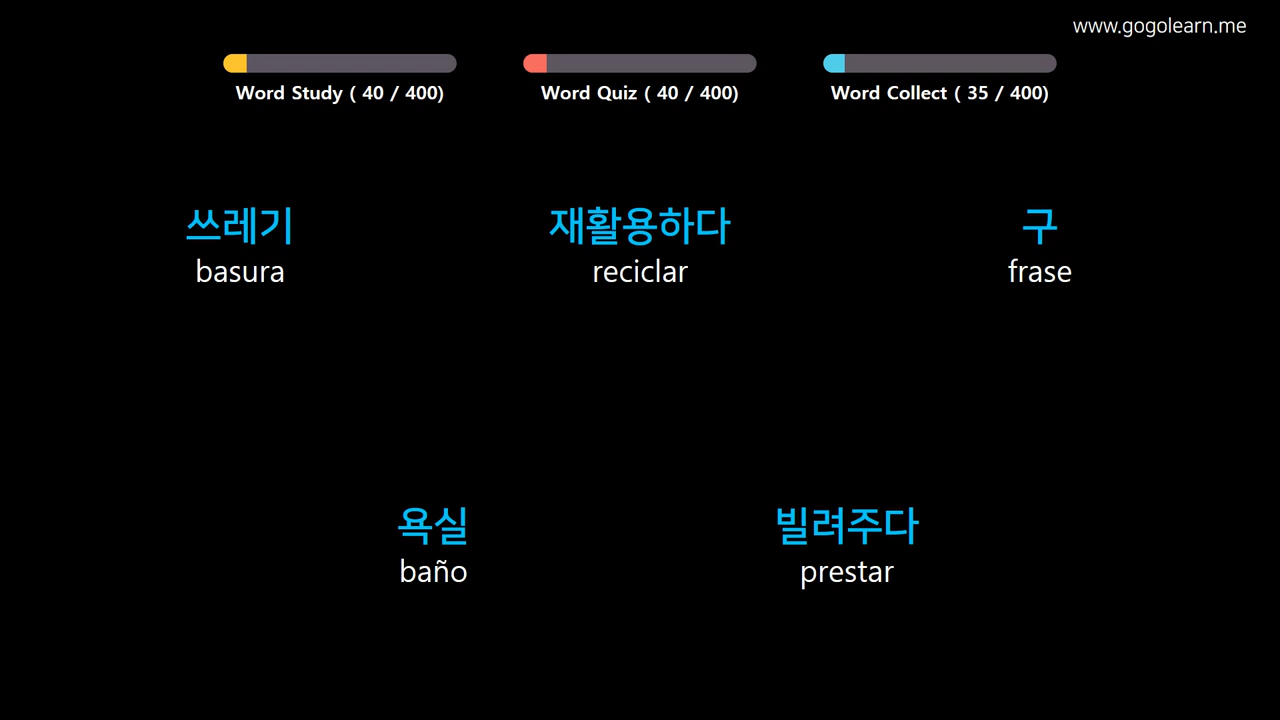 www.gogolearn.me
Word Study ( 40 / 400)
Word Quiz ( 40 / 400)
Word Collect ( 35 / 400)
쓰레기
basura
재활용하다
reciclar
구
frase
욕실
baño
빌려주다
prestar